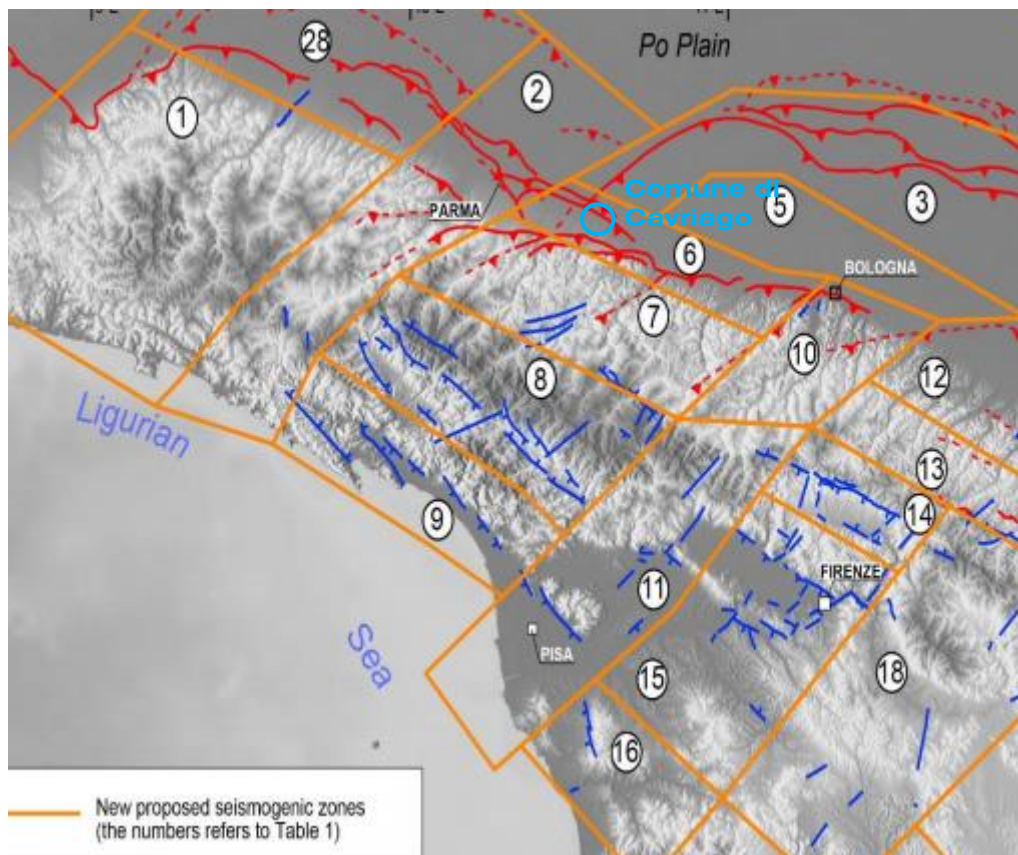 Po Plain
28
2
1
3
PARMA
Comune di
Cavriago
5
6
BOLOGNA
7
10
8
12
Ligurian
13
14
9
FIRENZE
11
PISA
Sea
15
18
16
New proposed seismogenic zones
(the numbers refers to Table 1)